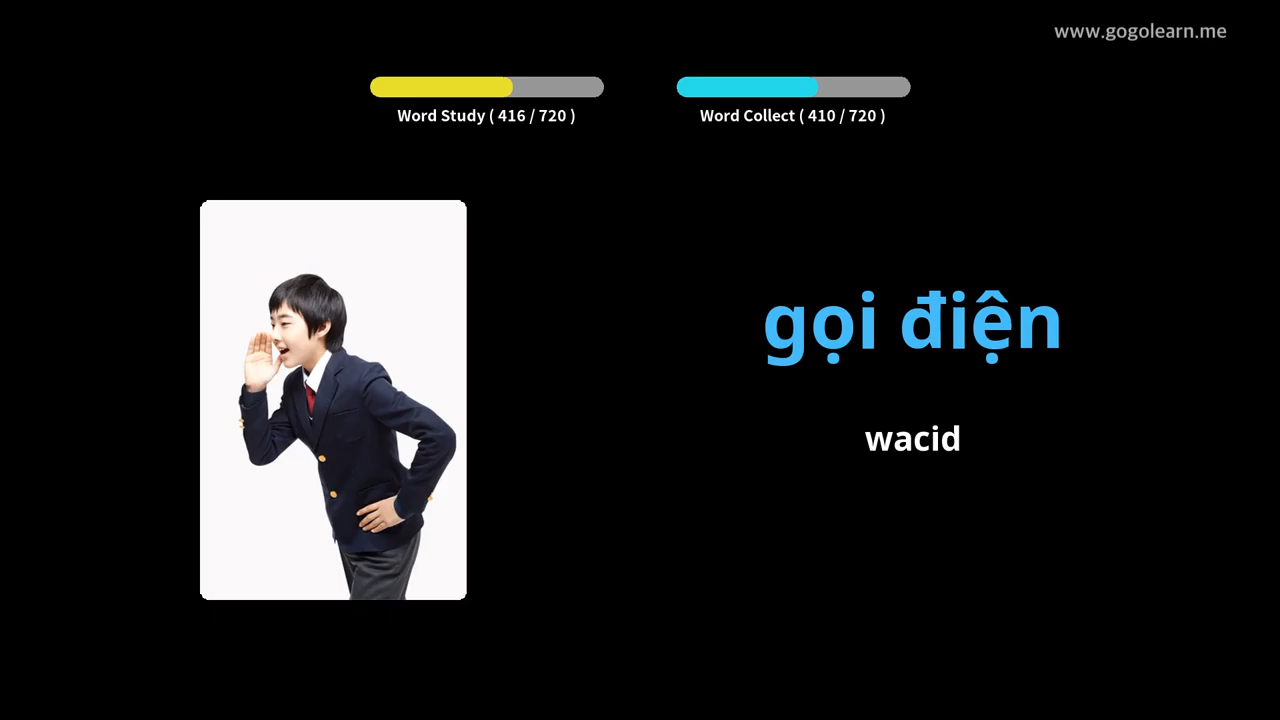 www.gogolearn.me
Word Study ( 416 / 720 )
Word Collect ( 410 / 720 )
gọi điện
wacid